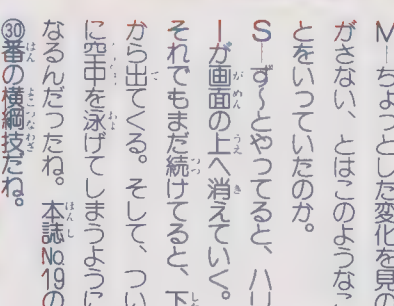 M―ちょっとした変化を見の
がさない、とはこのような
とをいっていたのか。
S―ず〜とやってると、ハリ
ーが画面の上へ消えていく。
それでもまだ続けてると、下
から出てくる。そして、つい
に空中を泳げてしまうように
なるんだったね。本誌No.19の
㉚番の横綱技だね。